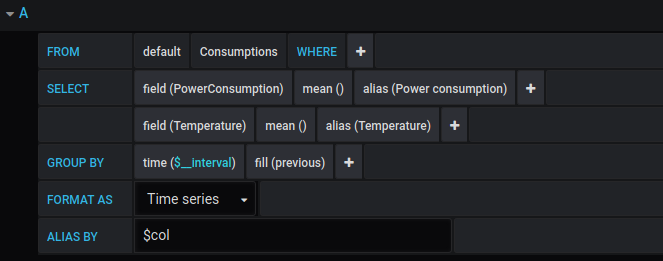 A
FROM default Consumptions WHERE +
SELECT field (PowerConsumption) mean () alias (Power consumption) +
field (Temperature) mean () alias (Temperature) +
GROUP BY time ($__interval) fill (previous) +
FORMAT AS Time series
ALIAS BY $col